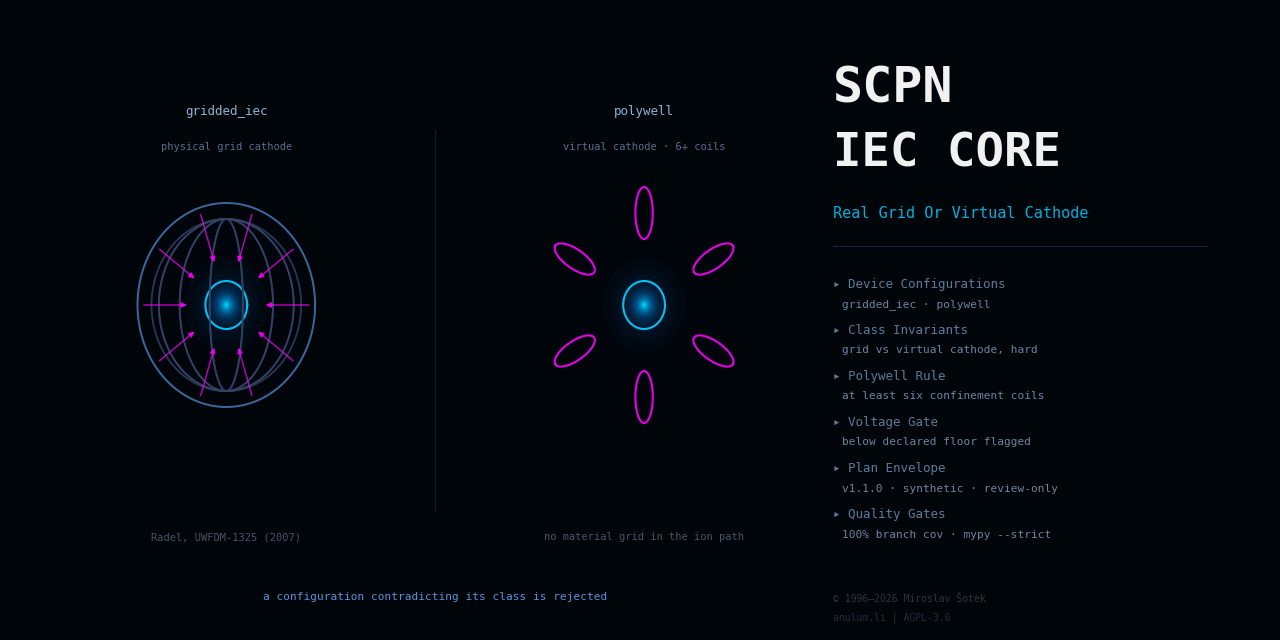 gridded_iec
physical grid cathode
Radel, UWFDM-1325 (2007)
polywell
virtual cathode · 6+ coils
no material grid in the ion path
a configuration contradicting its class is rejected
SCPN
IEC CORE
Real Grid Or Virtual Cathode
▸ Device Configurations
gridded_iec · polywell
▸ Class Invariants
grid vs virtual cathode, hard
▸ Polywell Rule
at least six confinement coils
▸ Voltage Gate
below declared floor flagged
▸ Plan Envelope
v1.1.0 · synthetic · review-only
▸ Quality Gates
100% branch cov · mypy --strict
© 1996–2026 Miroslav Šotek
anulum.li | AGPL-3.0